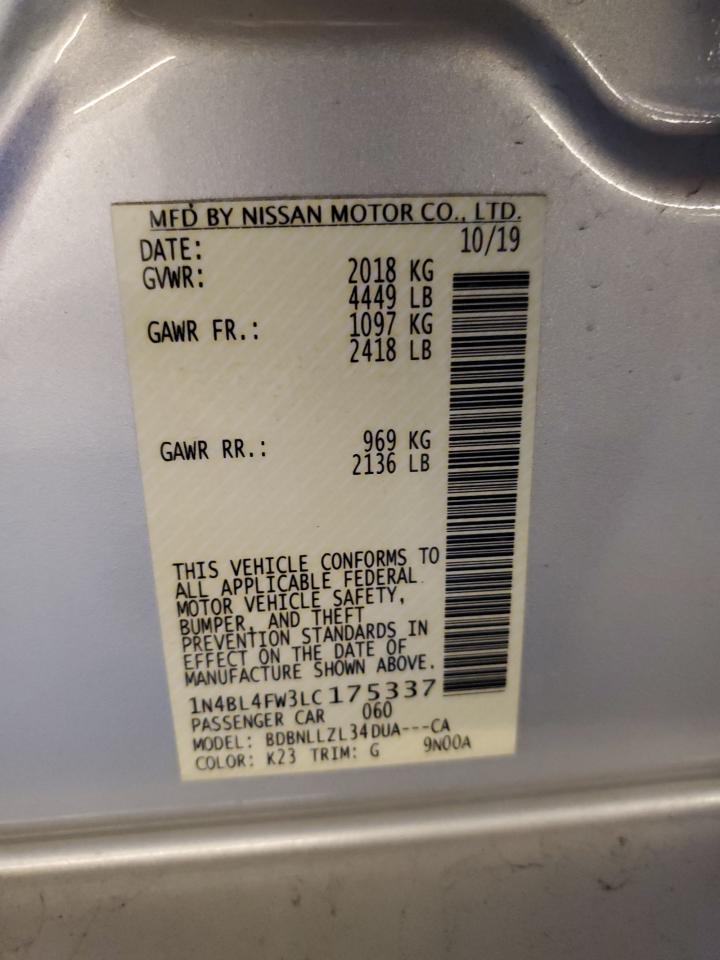 MFD BY NISSAN MOTOR CO., LTD.
DATE: 10/19
GVWR: 2018 KG
4449 LB
GAWR FR.: 1097 KG
2418 LB
GAWR RR.: 969 KG
2136 LB
THIS VEHICLE CONFORMS TO
ALL APPLICABLE FEDERAL
MOTOR VEHICLE SAFETY,
BUMPER, AND THEFT
PREVENTION STANDARDS IN
EFFECT ON THE DATE OF
MANUFACTURE SHOWN ABOVE.
1N4BL4FW3LC175337
PASSENGER CAR 060
MODEL: BDBNLLZL34DUA---CA
COLOR: K23 TRIM: G 9N00A